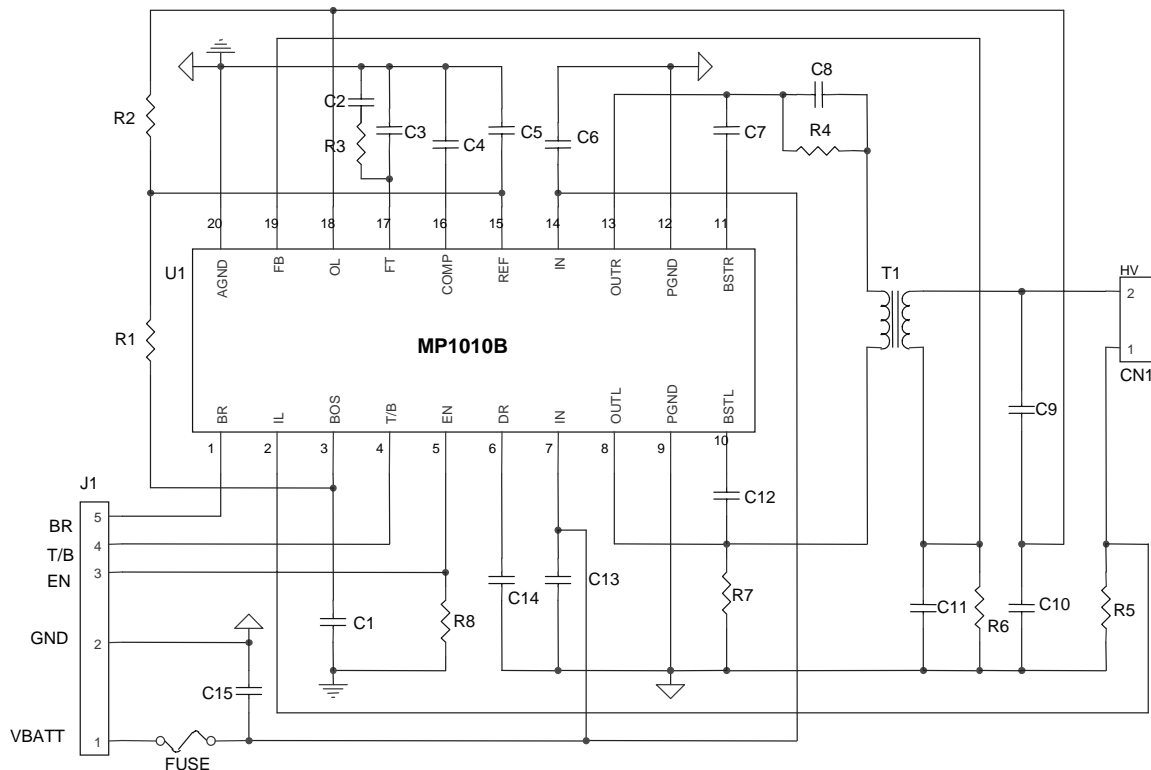 C8
C2
C7
R2
C3
C5
C6
R3
C4
R4
20
19
18
17
16
15
14
13
12
11
U1
AGND
FB
OL
FT
COMP
REF
IN
OUTR
PGND
BSTR
T1
HV
2
R1
MP1010B
1
CN1
BR
IL
BOS
T/B
EN
DR
IN
OUTL
PGND
BSTL
C9
1
2
3
4
5
6
7
8
9
10
J1
C12
5
BR
4
T/B
3
EN
C13
C14
R7
C11
R6
C10
R5
C1
R8
GND
2
C15
VBATT
1
FUSE